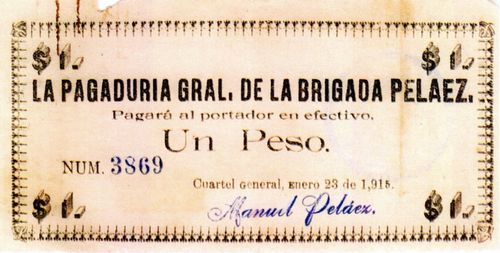 $1. $1.
LA PAGADURIA GRAL. DE LA BRIGADA PELAEZ.
Pagará al portador en efectivo.
Un Peso.
NUM. 3869
Cuartel general, Enero 23 de 1,915.
Manuel Peláez.
$1. $1.